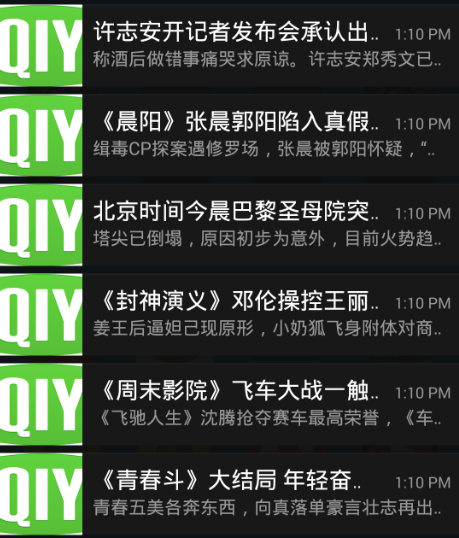 QIY
许志安开记者发布会承认出..
1:10 PM
称酒后做错事痛哭求原谅。许志安郑秀文已..
QIY
《晨阳》张晨郭阳陷入真假..
1:10 PM
缉毒CP探案遇修罗场，张晨被郭阳怀疑，“..
QIY
北京时间今晨巴黎圣母院突..
1:10 PM
塔尖已倒塌，原因初步为意外，目前火势趋..
QIY
《封神演义》邓伦操控王丽..
1:10 PM
姜王后逼妲己现原形，小奶狐飞身附体对商..
QIY
《周末影院》飞车大战一触..
1:10 PM
《飞驰人生》沈腾抢夺赛车最高荣誉，《车..
QIY
《青春斗》大结局 年轻奋..
1:10 PM
青春五美各奔东西，向真落单豪言壮志再出..